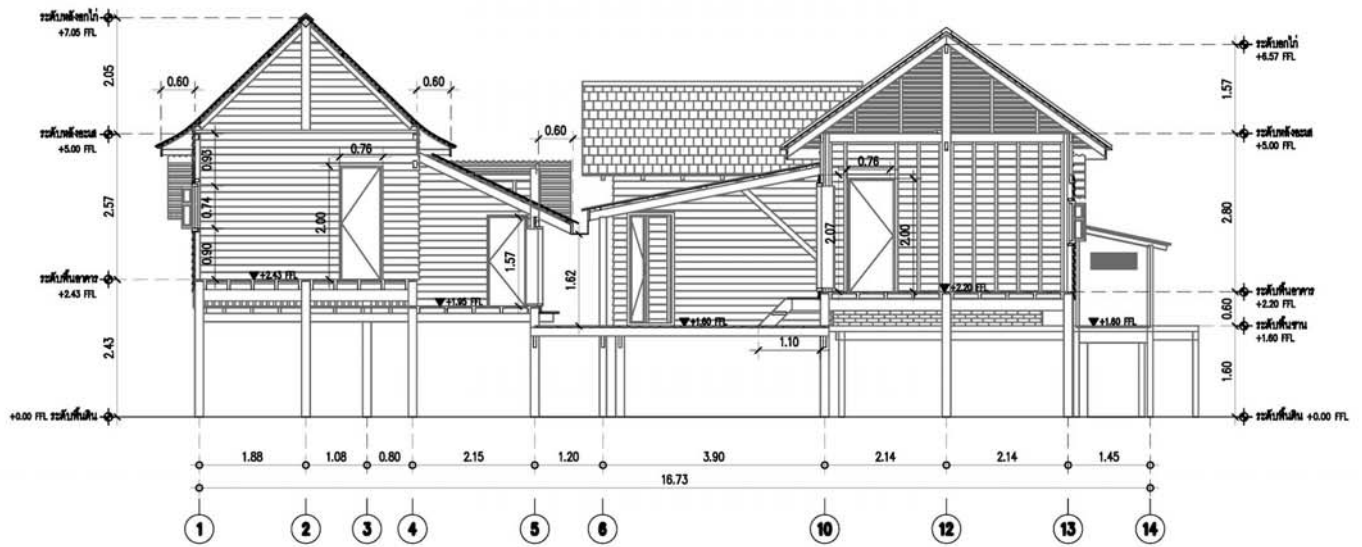 ระดับหลังอกไก่
+7.05 FFL
ระดับอกไก่
+6.57 FFL
2.05
0.60
0.60
1.57
ระดับหลังอะเส
+5.00 FFL
0.60
ระดับหลังอะเส
+5.00 FFL
0.93
0.76
0.76
2.57
0.74
2.00
2.07
2.00
2.80
0.90
1.57
1.62
ระดับพื้นอาคาร
+2.43 FFL
+2.43 FFL
+1.95 FFL
+2.20 FFL
ระดับพื้นอาคาร
+2.20 FFL
0.60
+1.60 FFL
+1.60 FFL
ระดับพื้นชาน
+1.60 FFL
2.43
1.10
1.60
+0.00 FFL ระดับพื้นดิน
ระดับพื้นดิน +0.00 FFL
1.88 1.08 0.80 2.15 1.20 3.90 2.14 2.14 1.45
16.73
1 2 3 4 5 6 10 12 13 14